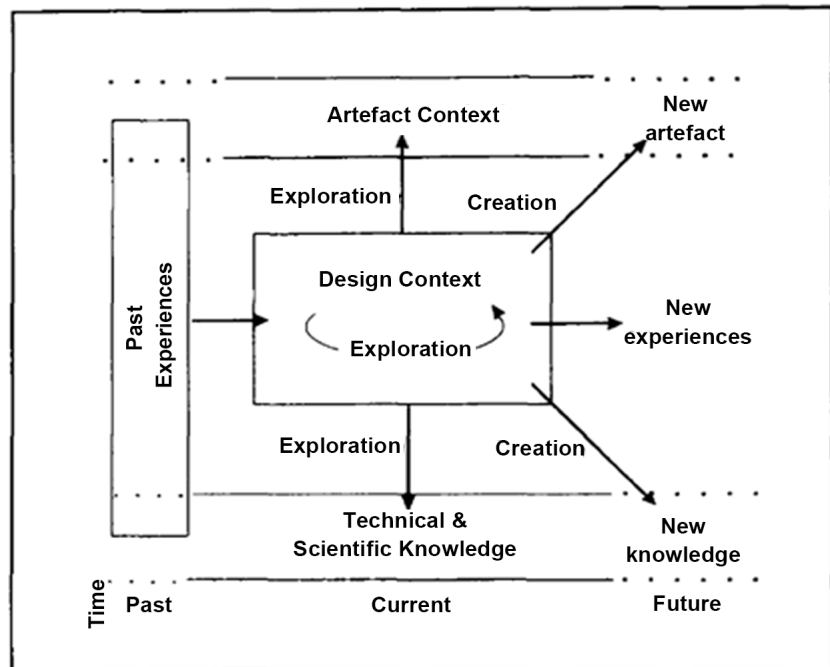 Artefact Context
New
artefact
Exploration
Creation
Past
Experiences
Design Context
Exploration
New
experiences
Exploration
Creation
Technical &
Scientific Knowledge
New
knowledge
Time
Past
Current
Future